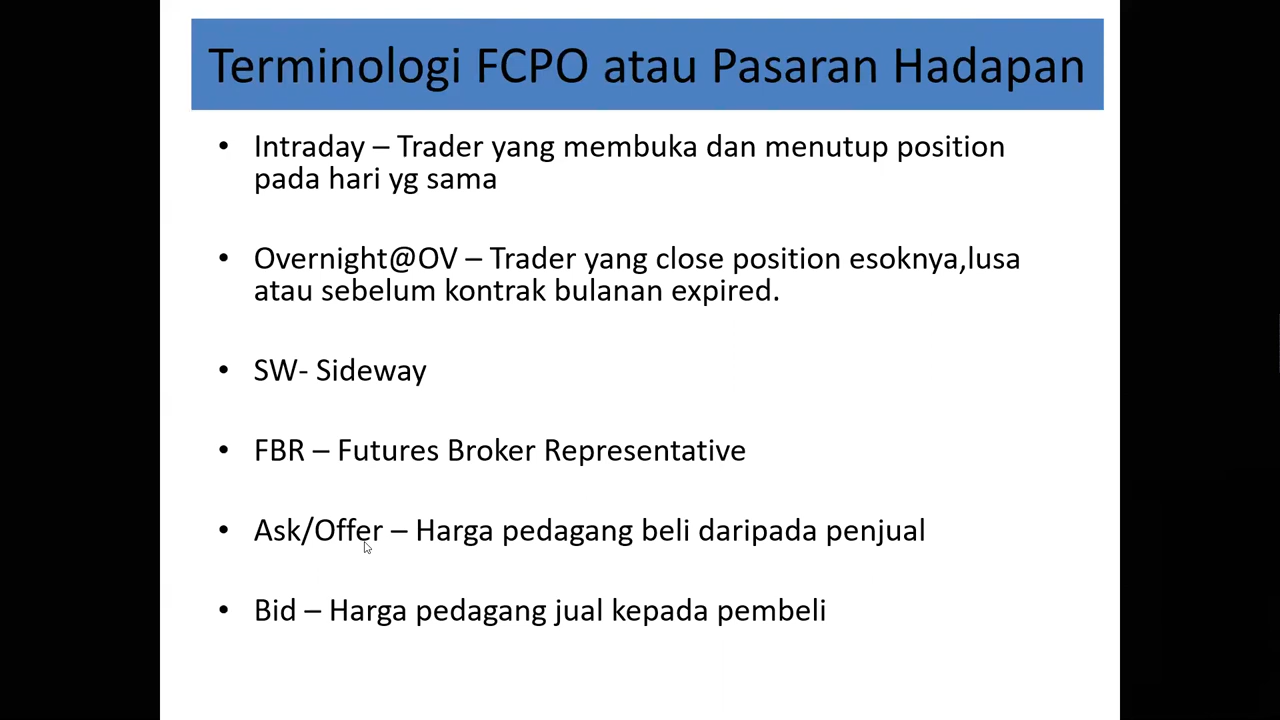 Terminologi FCPO atau Pasaran Hadapan
• Intraday – Trader yang membuka dan menutup position
pada hari yg sama
• Overnight@OV – Trader yang close position esoknya,lusa
atau sebelum kontrak bulanan expired.
• SW- Sideway
• FBR – Futures Broker Representative
• Ask/Offer – Harga pedagang beli daripada penjual
• Bid – Harga pedagang jual kepada pembeli